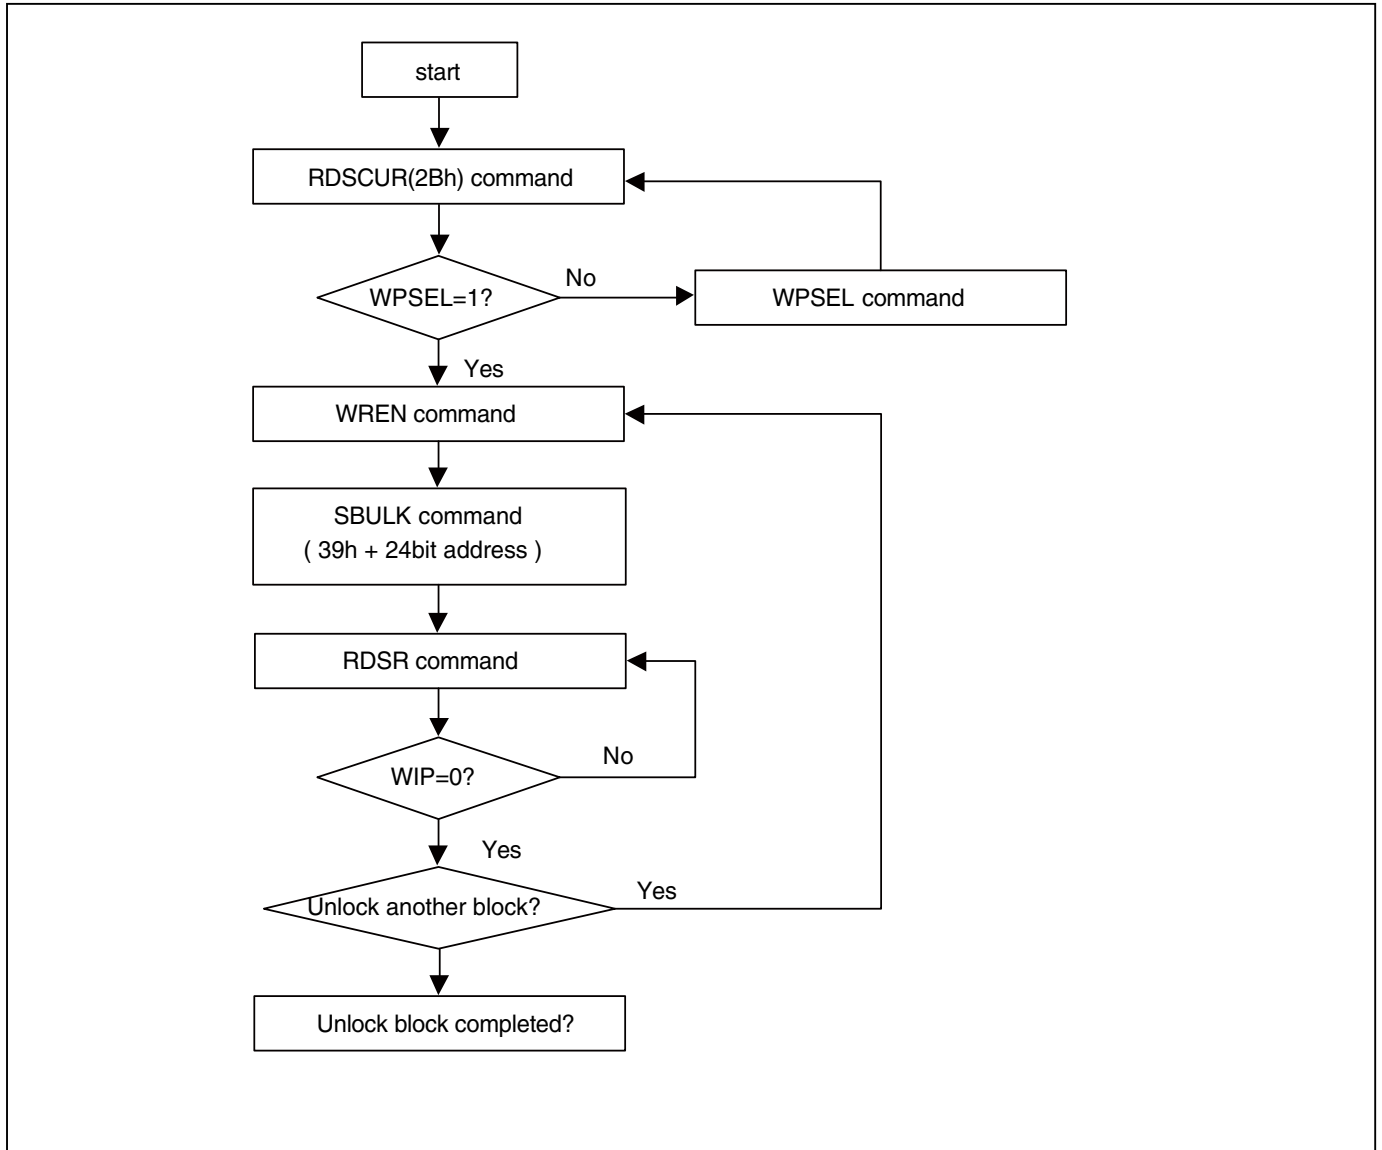 start
RDSCUR(2Bh) command
WPSEL=1?
No
WPSEL command
Yes
WREN command
SBULK command
( 39h + 24bit address )
RDSR command
WIP=0?
No
Yes
Unlock another block?
Yes
Unlock block completed?